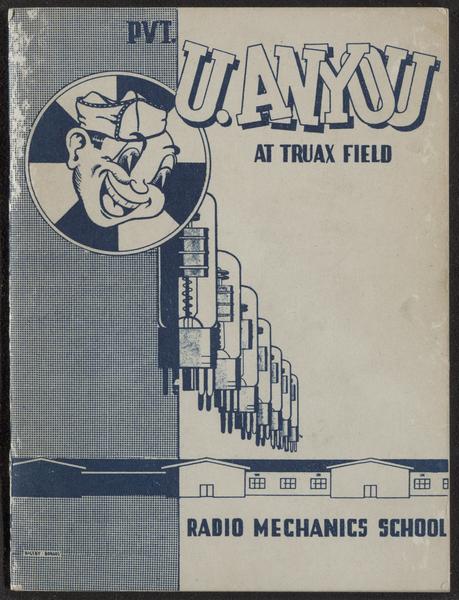 PVT.
U. ANYOU
AT TRUAX FIELD
RADIO MECHANICS SCHOOL